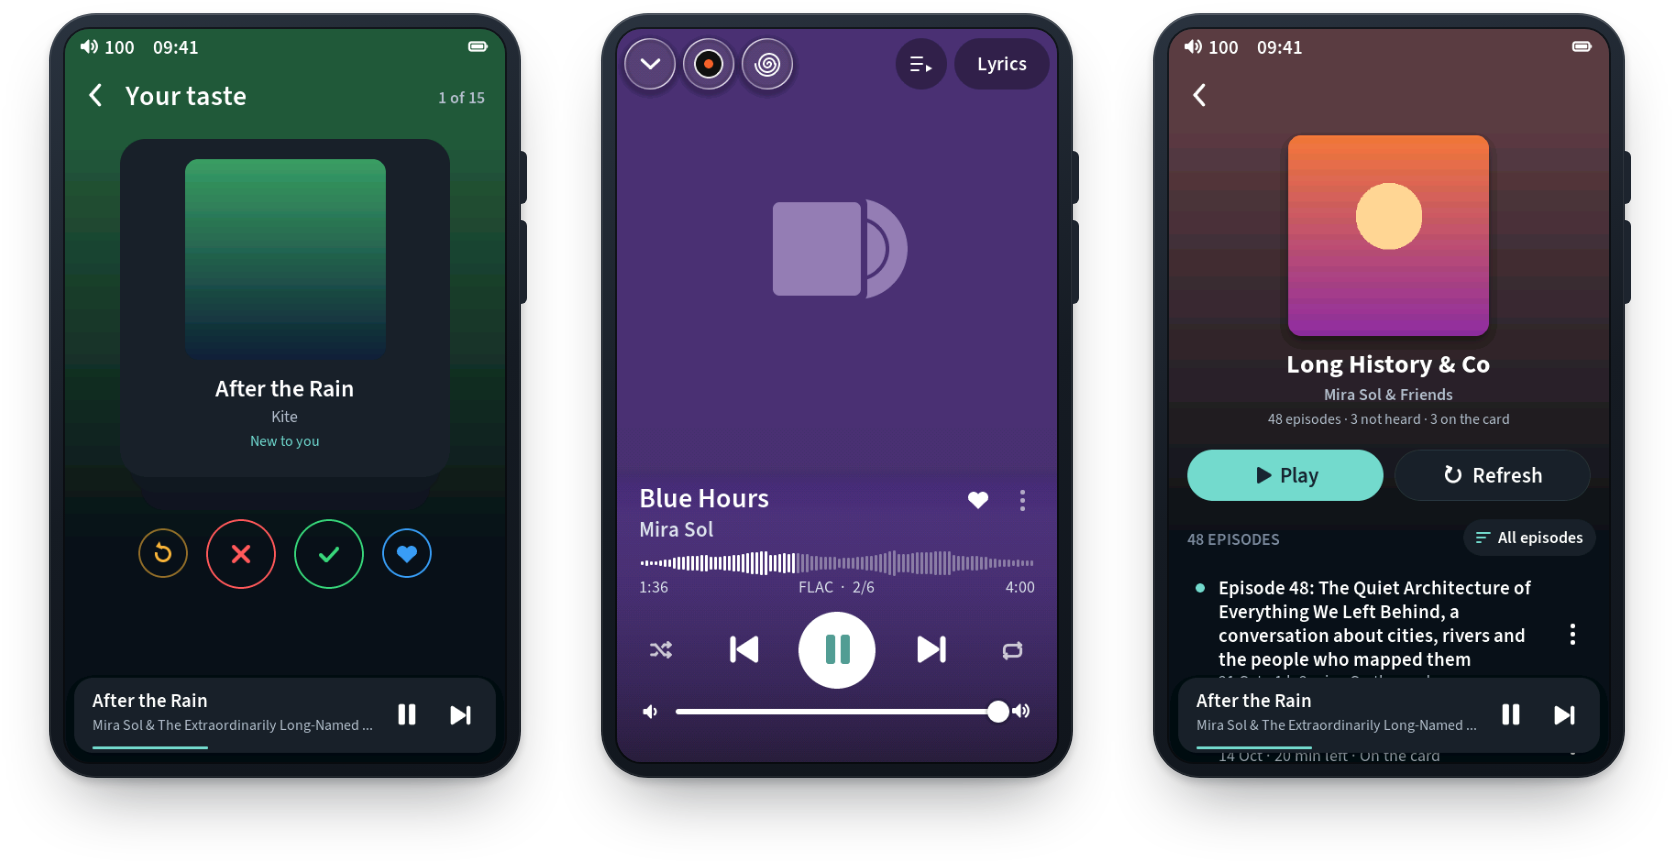 100 09:41
Your taste
1 of 15
After the Rain
Kite
New to you
After the Rain
Mira Sol & The Extraordinarily Long-Named ...
Lyrics
Blue Hours
Mira Sol
1:36
FLAC · 2/6
4:00
100 09:41
Long History & Co
Mira Sol & Friends
48 episodes · 3 not heard · 3 on the card
Play
Refresh
48 EPISODES
All episodes
Episode 48: The Quiet Architecture of
Everything We Left Behind, a
conversation about cities, rivers and
the people who mapped them
After the Rain
Mira Sol & The Extraordinarily Long-Named ...
14 Oct · 20 min left · On the card